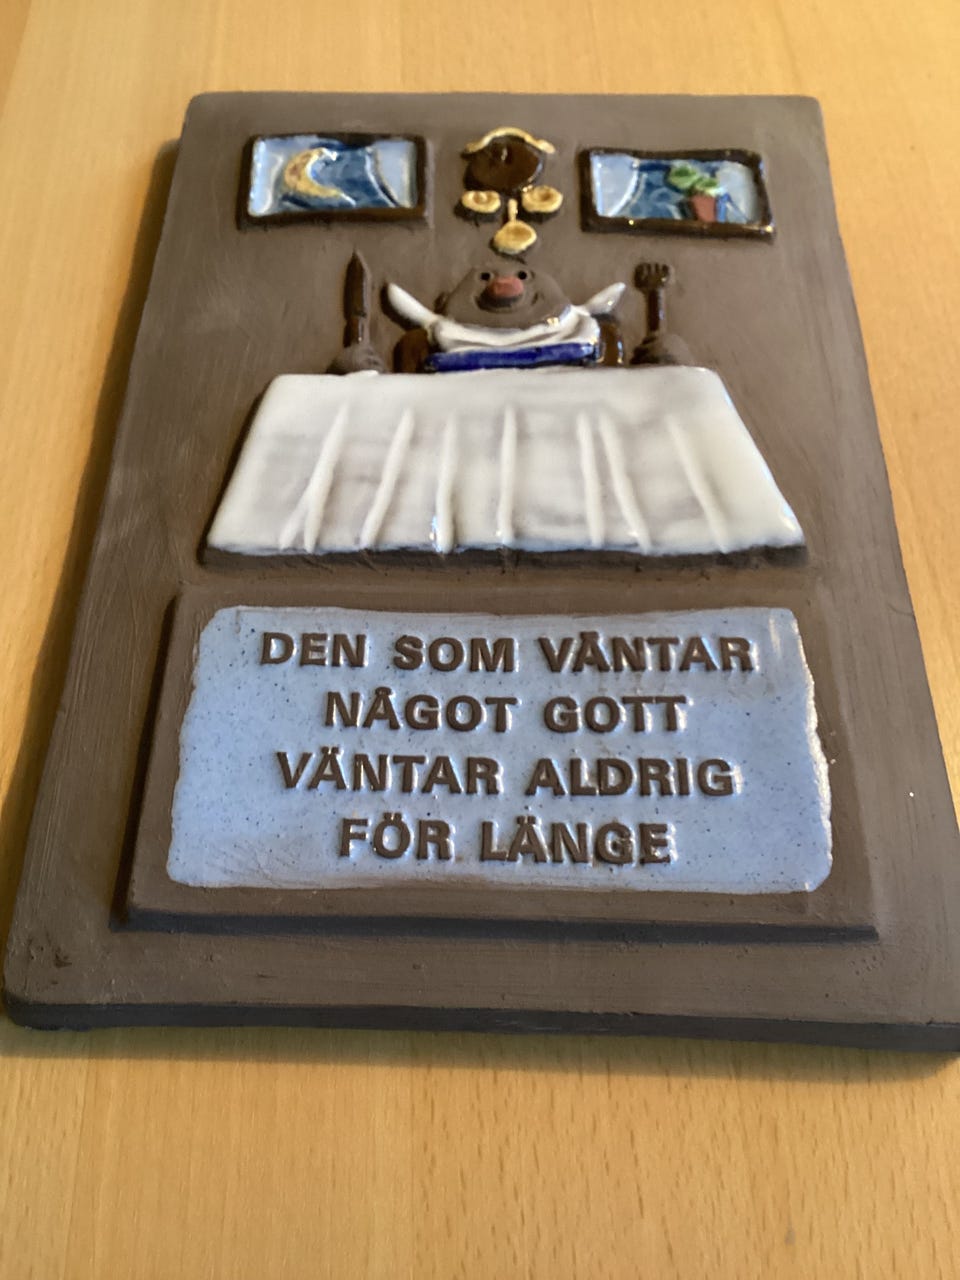 DEN SOM VÄNTAR
NÅGOT GOTT
VÄNTAR ALDRIG
FÖR LÄNGE